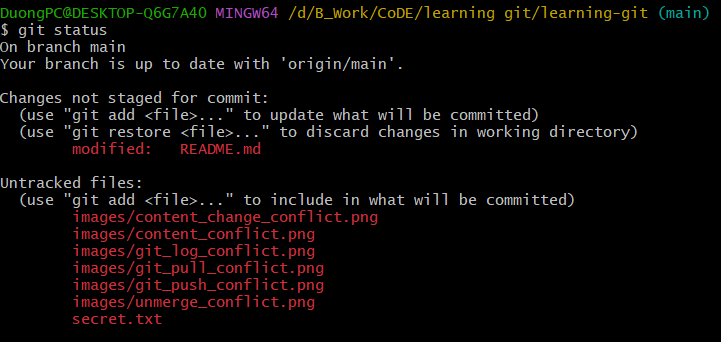 DuongPC@DESKTOP-Q6G7A40 MINGW64 /d/B_Work/CoDE/learning git/learning-git (main)
$ git status
On branch main
Your branch is up to date with 'origin/main'.
Changes not staged for commit:
(use "git add <file>..." to update what will be committed)
(use "git restore <file>..." to discard changes in working directory)
modified: README.md
Untracked files:
(use "git add <file>..." to include in what will be committed)
images/content_change_conflict.png
images/content_conflict.png
images/git_log_conflict.png
images/git_pull_conflict.png
images/git_push_conflict.png
images/unmerge_conflict.png
secret.txt